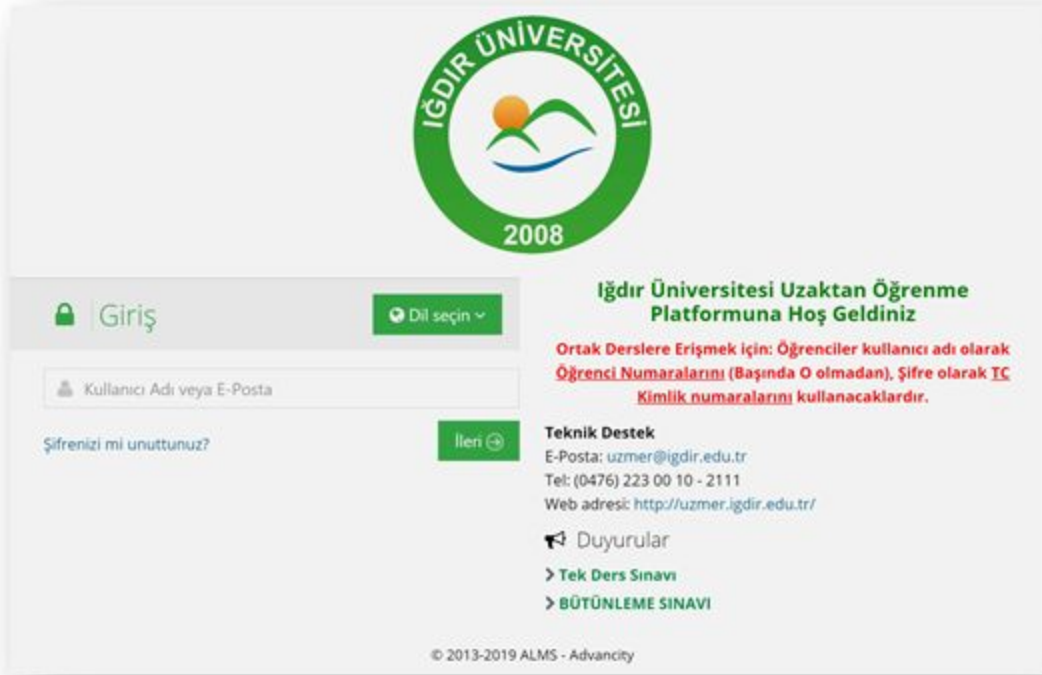 IĞDIR ÜNİVERSİTESİ
2008
Giriş
Dil seçin
Kullanıcı Adı veya E-Posta
Şifrenizi mi unuttunuz?
İleri
Iğdır Üniversitesi Uzaktan Öğrenme
Platformuna Hoş Geldiniz
Ortak Derslere Erişmek için: Öğrenciler kullanıcı adı olarak
Öğrenci Numaralarını (Başında O olmadan), Şifre olarak TC
Kimlik numaralarını kullanacaklardır.
Teknik Destek
E-Posta: uzmer@igdir.edu.tr
Tel: (0476) 223 00 10 - 2111
Web adresi: http://uzmer.igdir.edu.tr/
Duyurular
Tek Ders Sınavı
BÜTÜNLEME SINAVI
© 2013-2019 ALMS - Advancity